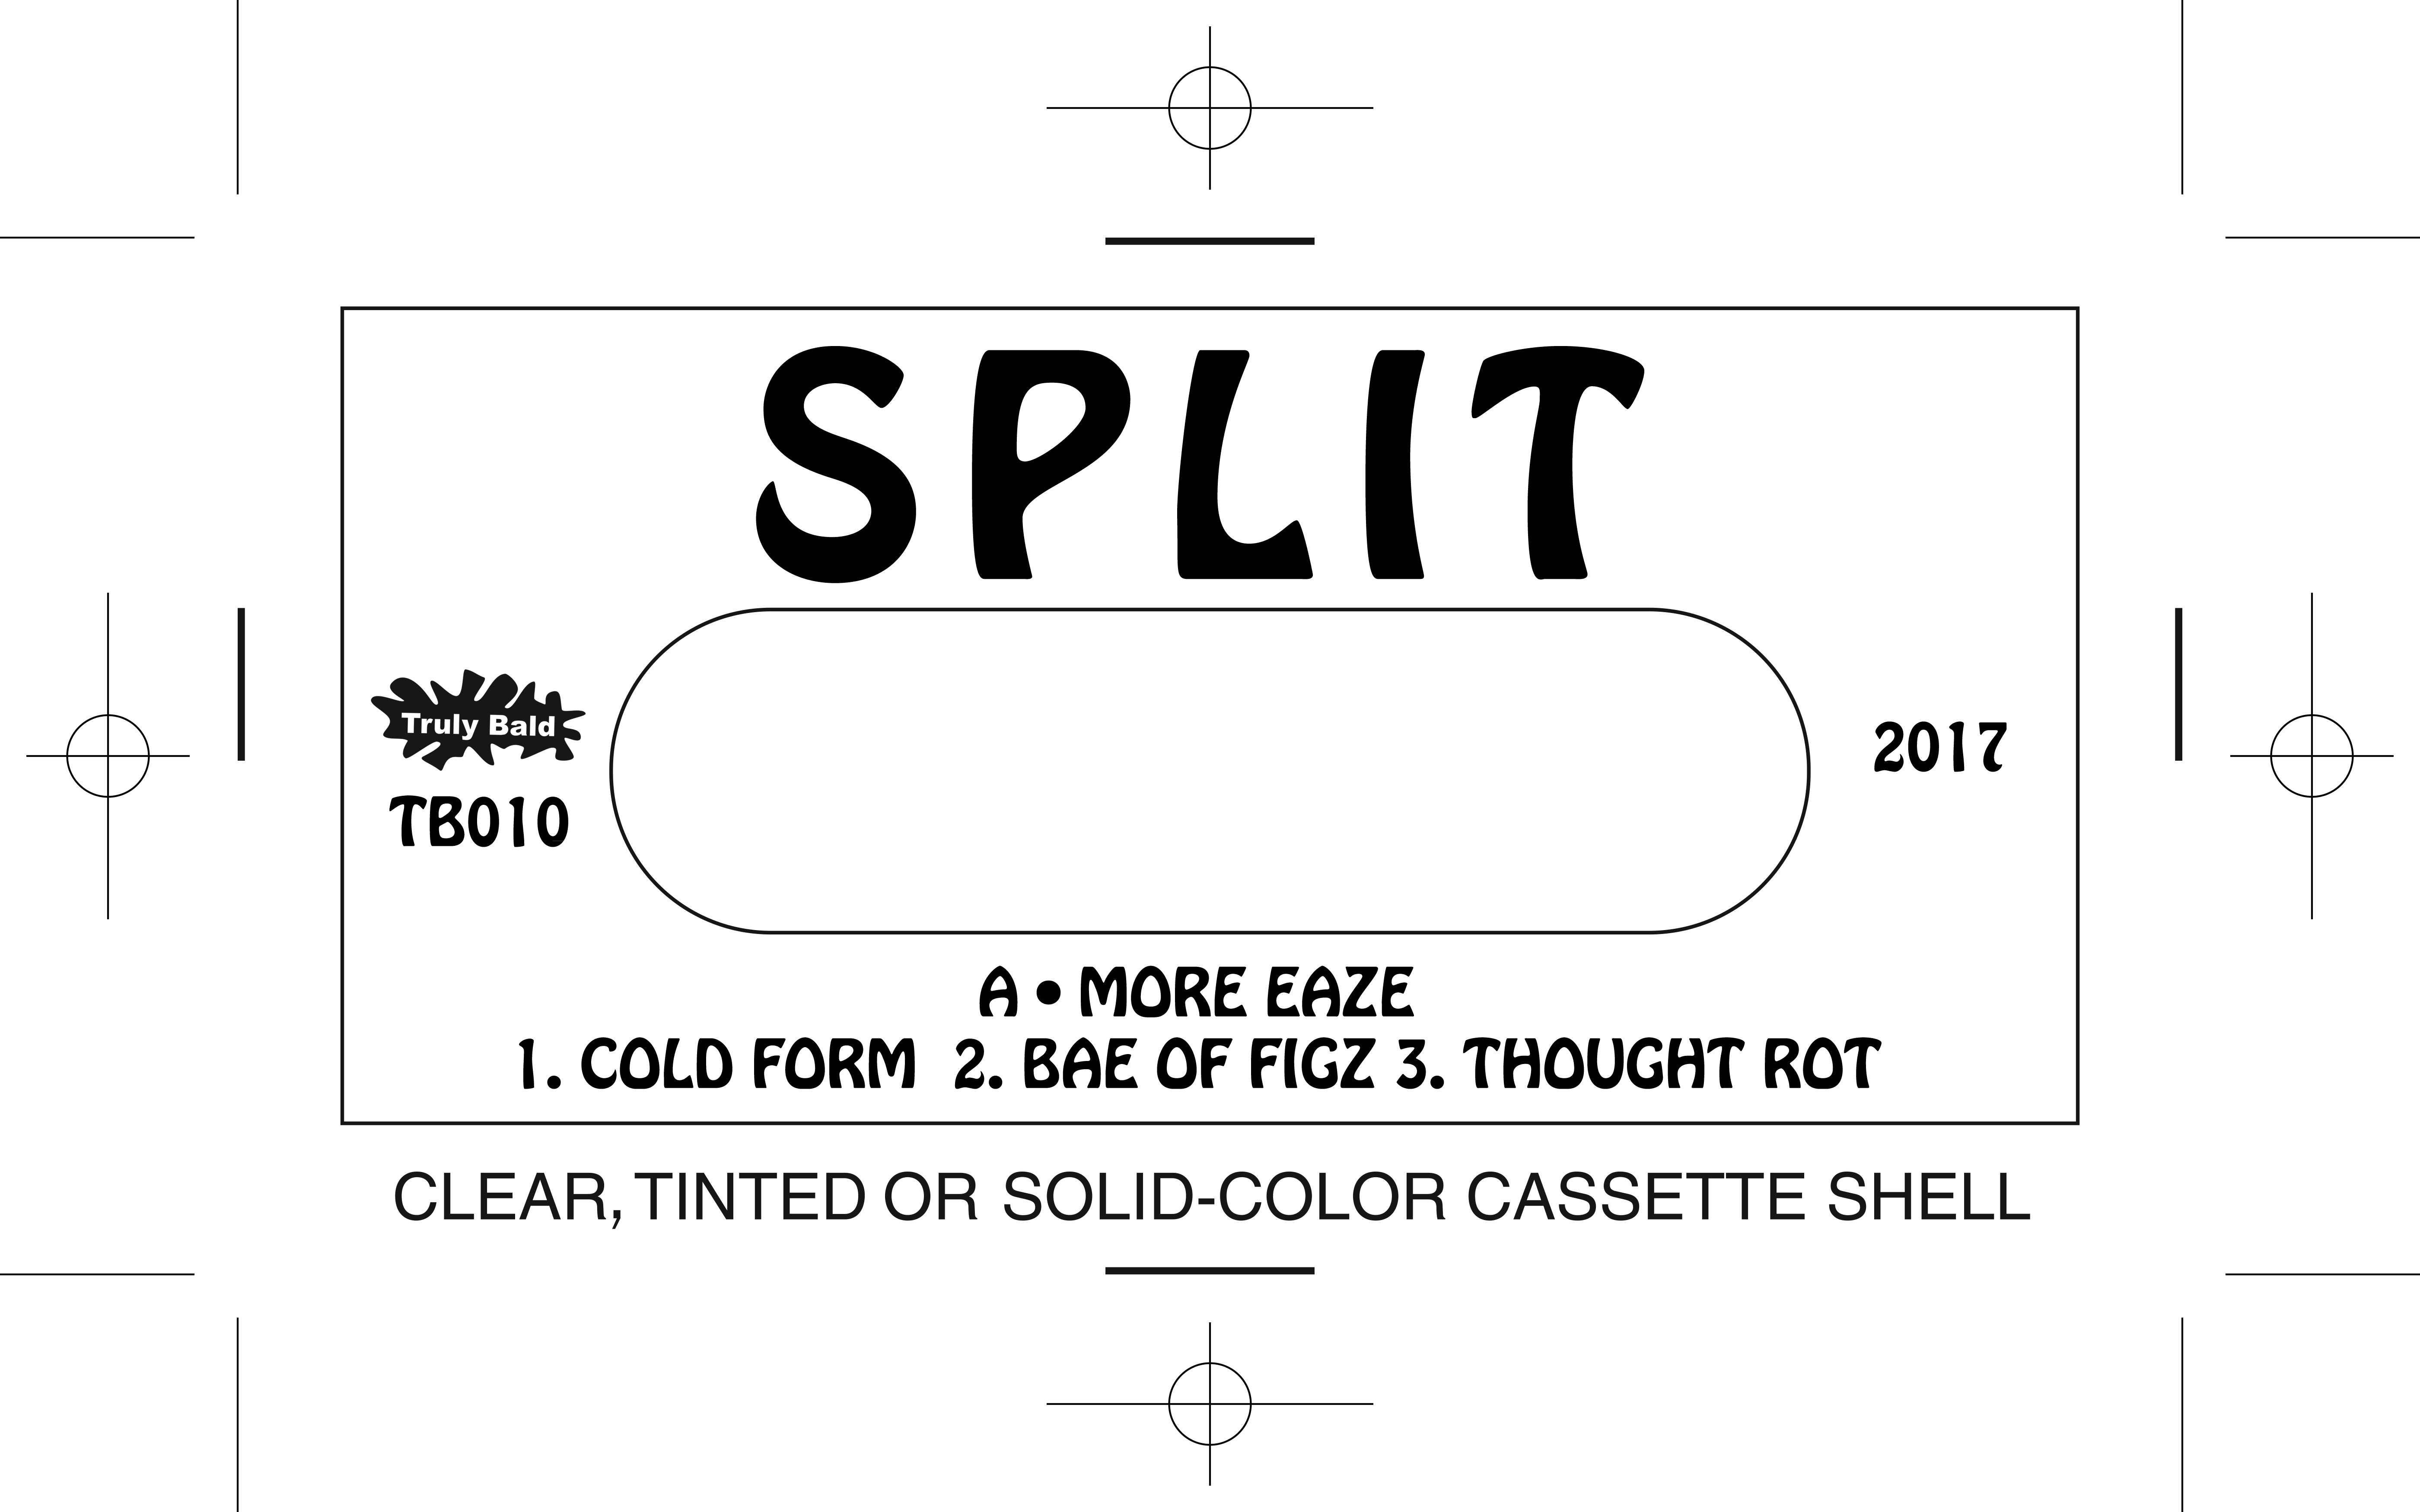 SPLIT
Truly Bald
TB010
2017
A • MORE EAZE
1. COLD FORM 2. BAE OF FIGZ 3. THOUGHT ROT
CLEAR, TINTED OR SOLID-COLOR CASSETTE SHELL